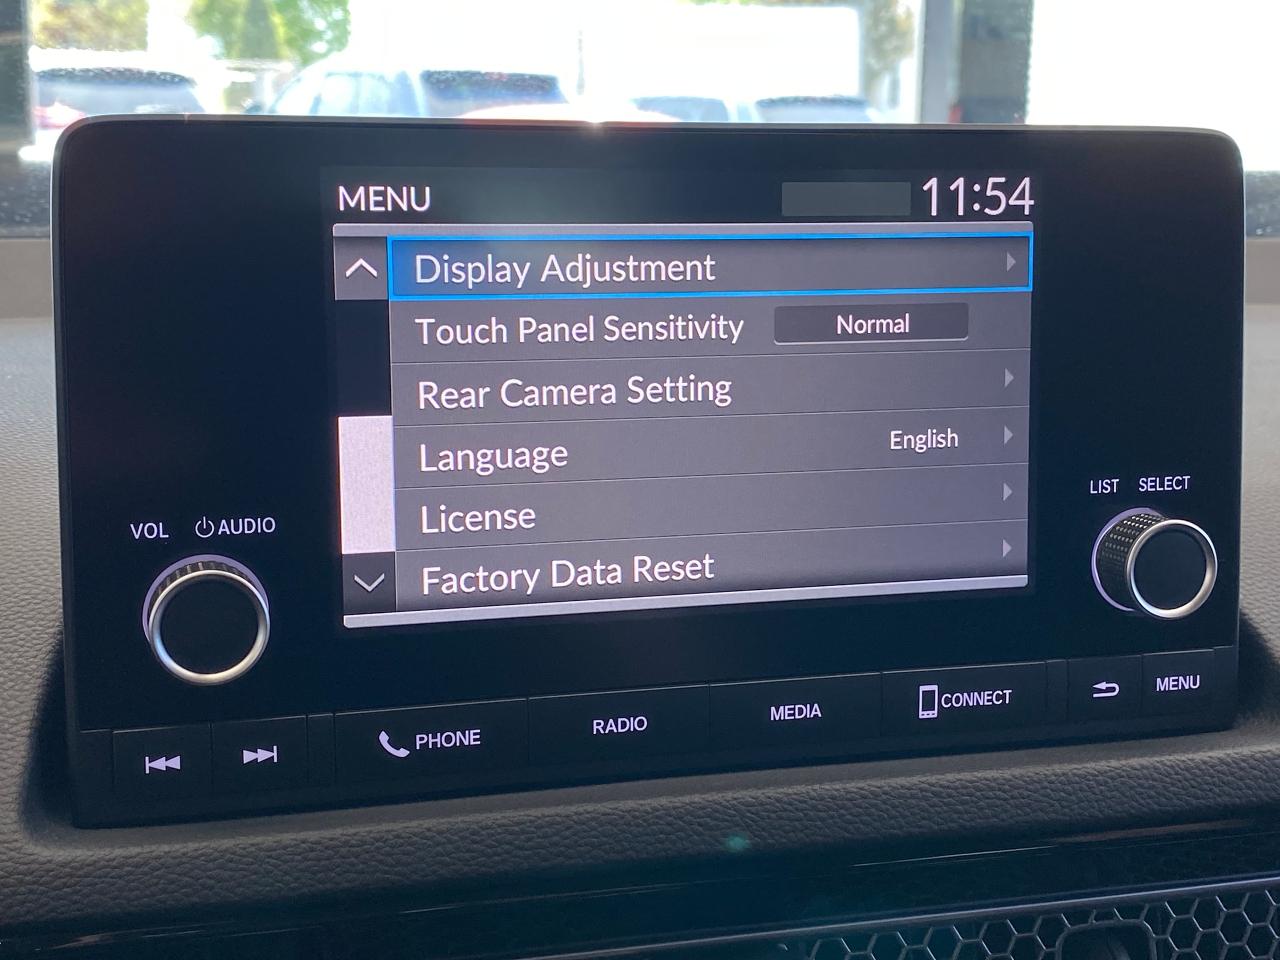 MENU 11:54
Display Adjustment
Touch Panel Sensitivity Normal
Rear Camera Setting
Language English
License
Factory Data Reset
VOL AUDIO
LIST SELECT
PHONE RADIO MEDIA CONNECT MENU